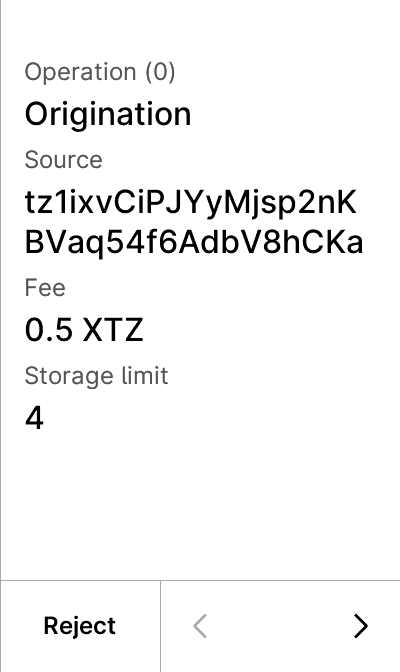 Operation (0)
Origination
Source
tz1ixvCiPJYyMjsp2nK
BVaq54f6AdbV8hCKa
Fee
0.5 XTZ
Storage limit
4
Reject